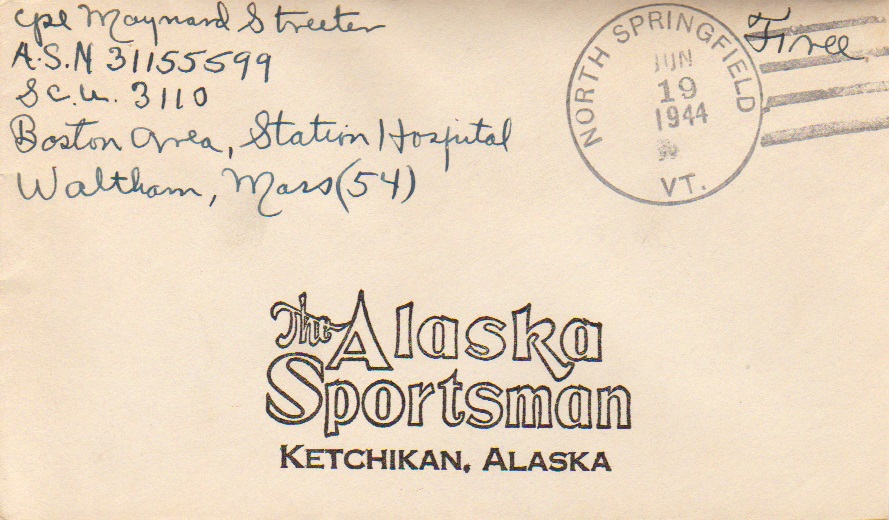 Cpl Maynard Streeter
A.S.N 31155599
S.C.U. 3110
Boston Area, Station Hospital
Waltham, Mass (54)
NORTH SPRINGFIELD
JUN
19
1944
VT.
Free
The Alaska
Sportsman
KETCHIKAN, ALASKA